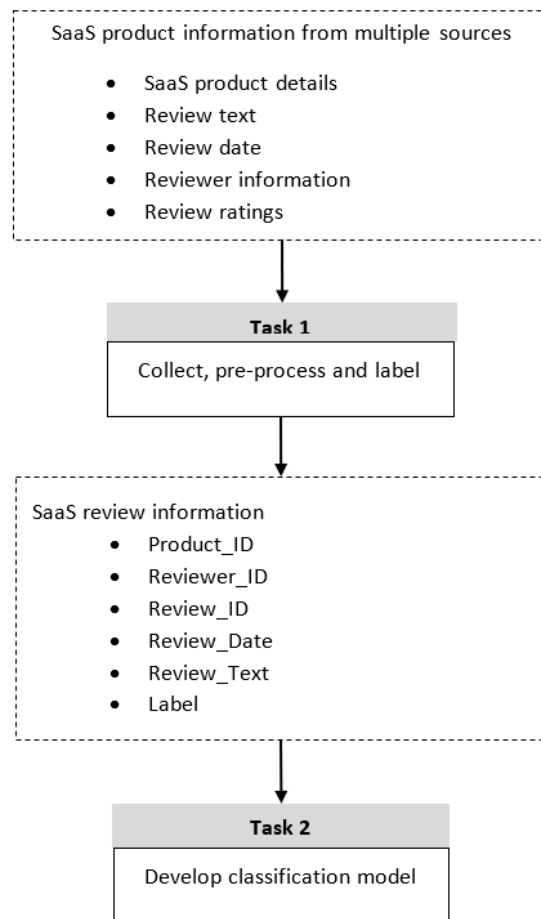 SaaS product information from multiple sources
• SaaS product details
• Review text
• Review date
• Reviewer information
• Review ratings
Task 1
Collect, pre-process and label
SaaS review information
• Product_ID
• Reviewer_ID
• Review_ID
• Review_Date
• Review_Text
• Label
Task 2
Develop classification model